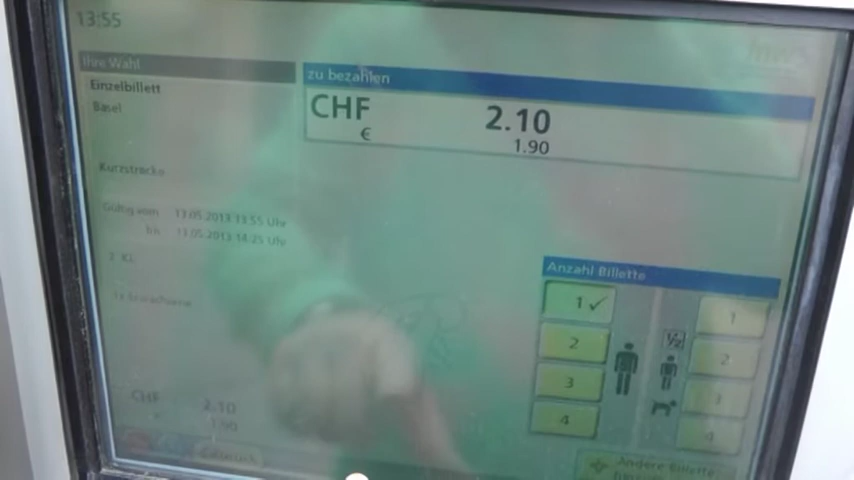 13:55
Ihre Wahl
Einzelbillett
Basel
Kurzstrecke
Gültig vom 13.05.2013 13:55 Uhr
bis 13.05.2013 14:25 Uhr
2. Kl.
CHF 2.10
1.90
zu bezahlen
CHF 2.10
€ 1.90
Anzahl Billette
1 ✓
2
3
4
½
1
2
3
4
Andere Billette